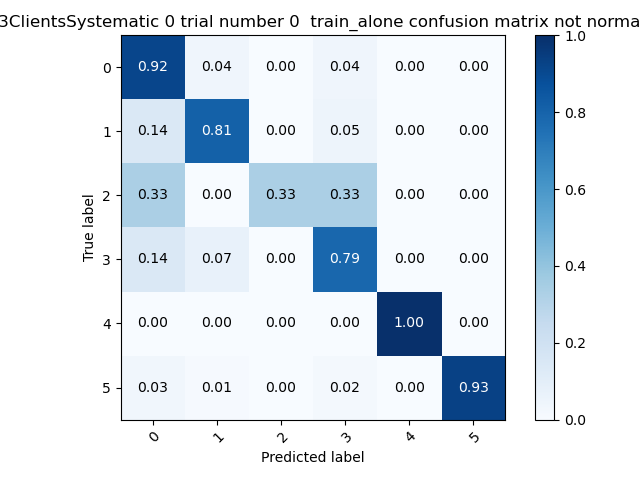 3ClientsSystematic 0 trial number 0 train_alone confusion matrix not norma
1.0
0 0.92 0.04 0.00 0.04 0.00 0.00
0.8
1 0.14 0.81 0.00 0.05 0.00 0.00
2 0.33 0.00 0.33 0.33 0.00 0.00
0.6
True label
3 0.14 0.07 0.00 0.79 0.00 0.00
0.4
4 0.00 0.00 0.00 0.00 1.00 0.00
0.2
5 0.03 0.01 0.00 0.02 0.00 0.93
0.0
0 1 2 3 4 5
Predicted label